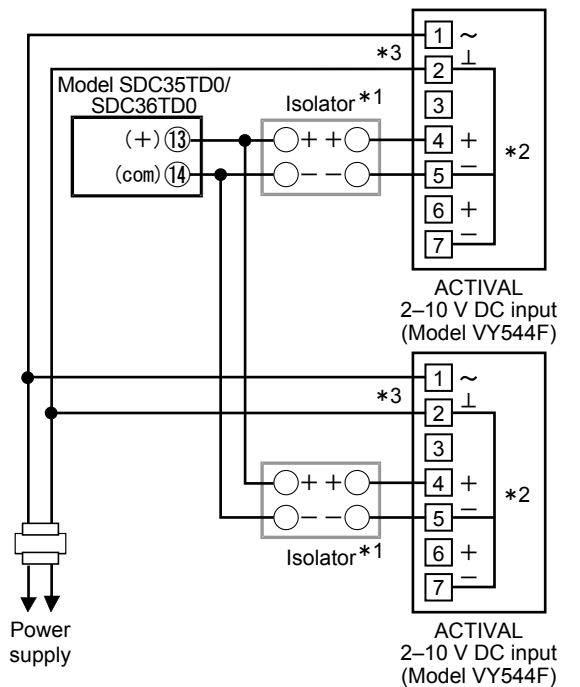 1 ~
*3
2 ⊥
Model SDC35TD0/
SDC36TD0
Isolator *1
3
(+) ⑬
+ +
4 +
*2
(com) ⑭
− −
5 −
6 +
7 −
ACTIVAL
2–10 V DC input
(Model VY544F)
1 ~
*3
2 ⊥
3
+ +
4 +
*2
− −
5 −
Isolator *1
6 +
7 −
Power
supply
ACTIVAL
2–10 V DC input
(Model VY544F)